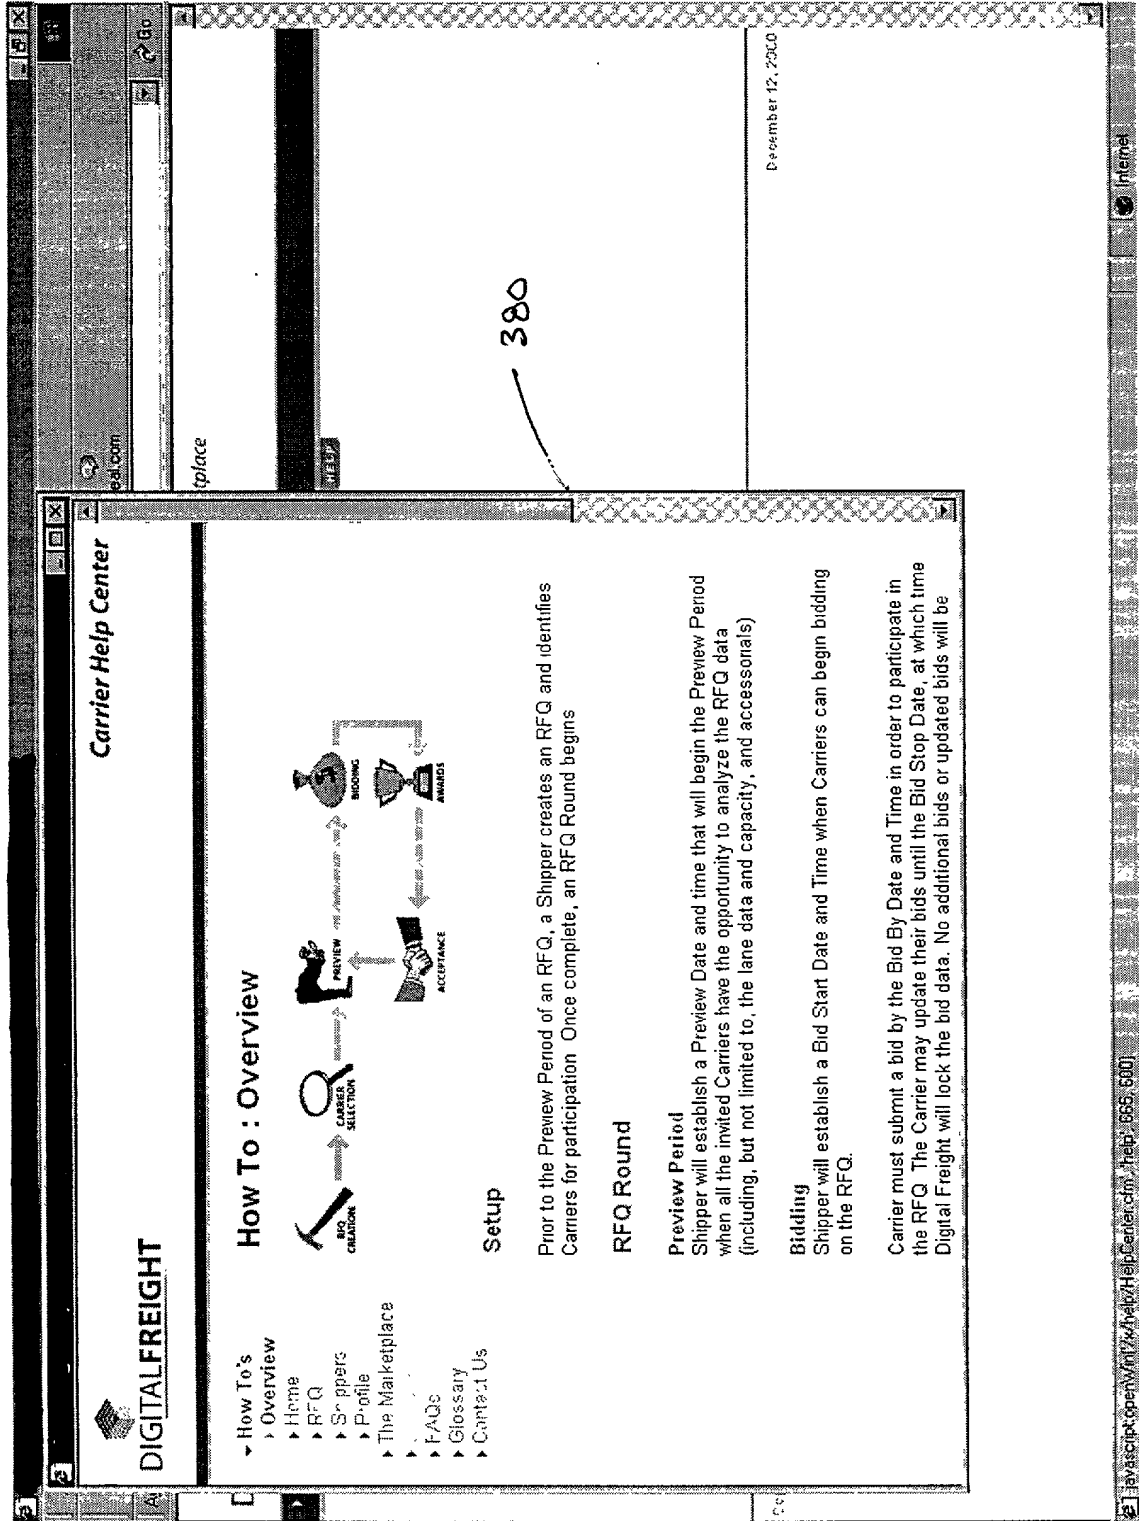 Go
eal.com
tplace
HELP
380
December 12, 2000
Carrier Help Center
DIGITALFREIGHT
How To's
Overview
Home
RFQ
Shippers
Profile
The Marketplace
FAQs
Glossary
Contact Us
How To : Overview
RFQ
CREATION
CARRIER
SELECTION
PREVIEW
BIDDING
AWARDS
ACCEPTANCE
Setup
Prior to the Preview Period of an RFQ, a Shipper creates an RFQ and identifies
Carriers for participation Once complete, an RFQ Round begins
RFQ Round
Preview Period
Shipper will establish a Preview Date and time that will begin the Preview Period
when all the invited Carriers have the opportunity to analyze the RFQ data
(including, but not limited to, the lane data and capacity, and accessorials)
Bidding
Shipper will establish a Bid Start Date and Time when Carriers can begin bidding
on the RFQ.
Carrier must submit a bid by the Bid By Date and Time in order to participate in
the RFQ The Carrier may update their bids until the Bid Stop Date, at which time
Digital Freight will lock the bid data. No additional bids or updated bids will be
Internet